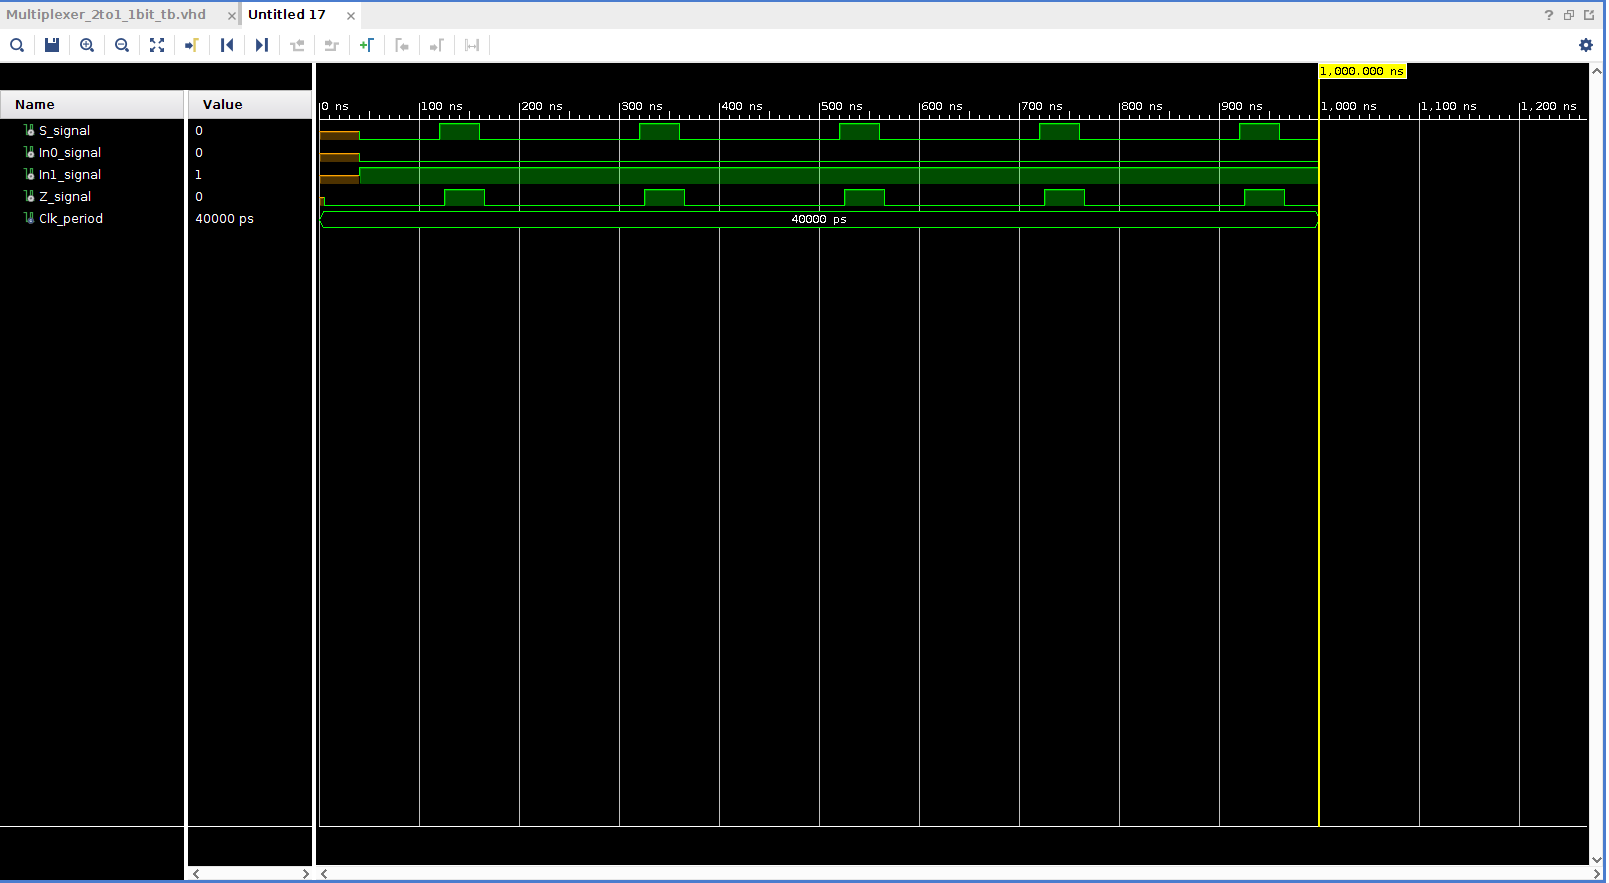 Multiplexer_2to1_1bit_tb.vhd Untitled 17
1,000.000 ns
Name Value
0 ns 100 ns 200 ns 300 ns 400 ns 500 ns 600 ns 700 ns 800 ns 900 ns 1,000 ns 1,100 ns 1,200 ns
S_signal 0
In0_signal 0
In1_signal 1
Z_signal 0
Clk_period 40000 ps 40000 ps